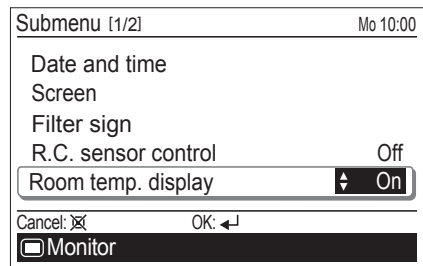 Submenu [1/2] Mo 10:00
Date and time
Screen
Filter sign
R.C. sensor control Off
Room temp. display On
Cancel: OK:
Monitor